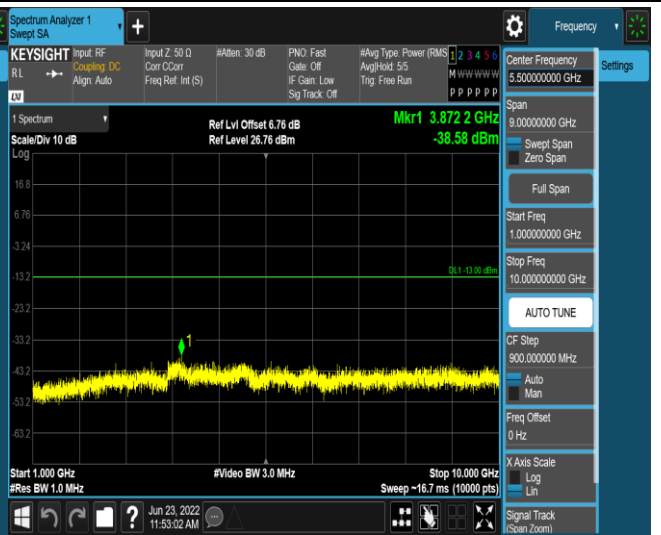 Spectrum Analyzer 1
Swept SA
+
Frequency
KEYSIGHT
RL
LXI
Input: RF
Coupling: DC
Align: Auto
Input Z: 50 Ω
Corr CCorr
Freq Ref: Int (S)
#Atten: 30 dB
PNO: Fast
Gate: Off
IF Gain: Low
Sig Track: Off
#Avg Type: Power (RMS
Avg|Hold: 5/5
Trig: Free Run
1 2 3 4 5 6
M W W W W W
P P P P P P
Center Frequency
5.500000000 GHz
Settings
1 Spectrum
Scale/Div 10 dB
Log
Ref Lvl Offset 6.76 dB
Ref Level 26.76 dBm
Mkr1 3.872 2 GHz
-38.58 dBm
Span
9.00000000 GHz
Swept Span
Zero Span
Full Span
Start Freq
1.000000000 GHz
Stop Freq
10.000000000 GHz
AUTO TUNE
CF Step
900.000000 MHz
Auto
Man
Freq Offset
0 Hz
X Axis Scale
Log
Lin
Signal Track
(Span Zoom)
16.8
6.76
-3.24
-13.2
DL1 -13.00 dBm
-23.2
-33.2
1
-43.2
-53.2
-63.2
Start 1.000 GHz
#Res BW 1.0 MHz
#Video BW 3.0 MHz
Stop 10.000 GHz
Sweep ~16.7 ms (10000 pts)
?
Jun 23, 2022
11:53:02 AM